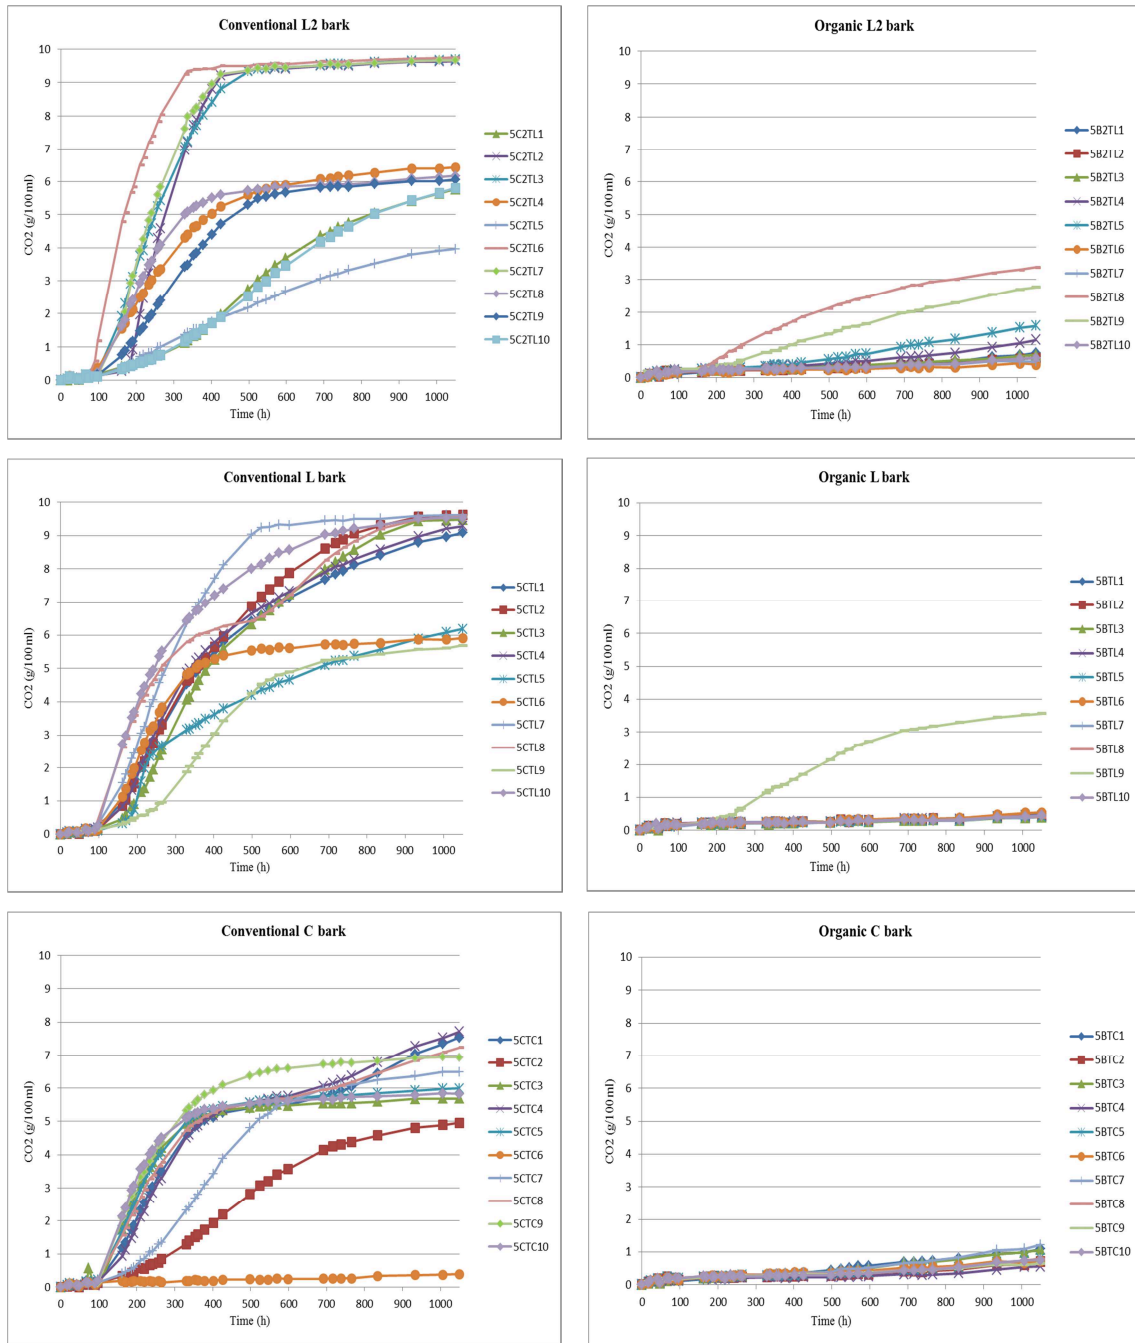 Conventional L2 bark
10
9
8
7
6
5
4
3
2
1
0
CO2 (g/100ml)
0 100 200 300 400 500 600 700 800 900 1000
Time (h)
5C2TL1
5C2TL2
5C2TL3
5C2TL4
5C2TL5
5C2TL6
5C2TL7
5C2TL8
5C2TL9
5C2TL10
Organic L2 bark
10
9
8
7
6
5
4
3
2
1
0
CO2 (g/100ml)
0 100 200 300 400 500 600 700 800 900 1000
Time (h)
5B2TL1
5B2TL2
5B2TL3
5B2TL4
5B2TL5
5B2TL6
5B2TL7
5B2TL8
5B2TL9
5B2TL10
Conventional L bark
10
9
8
7
6
5
4
3
2
1
0
CO2 (g/100ml)
0 100 200 300 400 500 600 700 800 900 1000
Time (h)
5CTL1
5CTL2
5CTL3
5CTL4
5CTL5
5CTL6
5CTL7
5CTL8
5CTL9
5CTL10
Organic L bark
10
9
8
7
6
5
4
3
2
1
0
CO2 (g/100ml)
0 100 200 300 400 500 600 700 800 900 1000
Time (h)
5BTL1
5BTL2
5BTL3
5BTL4
5BTL5
5BTL6
5BTL7
5BTL8
5BTL9
5BTL10
Conventional C bark
10
9
8
7
6
5
4
3
2
1
0
CO2 (g/100ml)
0 100 200 300 400 500 600 700 800 900 1000
Time (h)
5CTC1
5CTC2
5CTC3
5CTC4
5CTC5
5CTC6
5CTC7
5CTC8
5CTC9
5CTC10
Organic C bark
10
9
8
7
6
5
4
3
2
1
0
CO2 (g/100ml)
0 100 200 300 400 500 600 700 800 900 1000
Time (h)
5BTC1
5BTC2
5BTC3
5BTC4
5BTC5
5BTC6
5BTC7
5BTC8
5BTC9
5BTC10